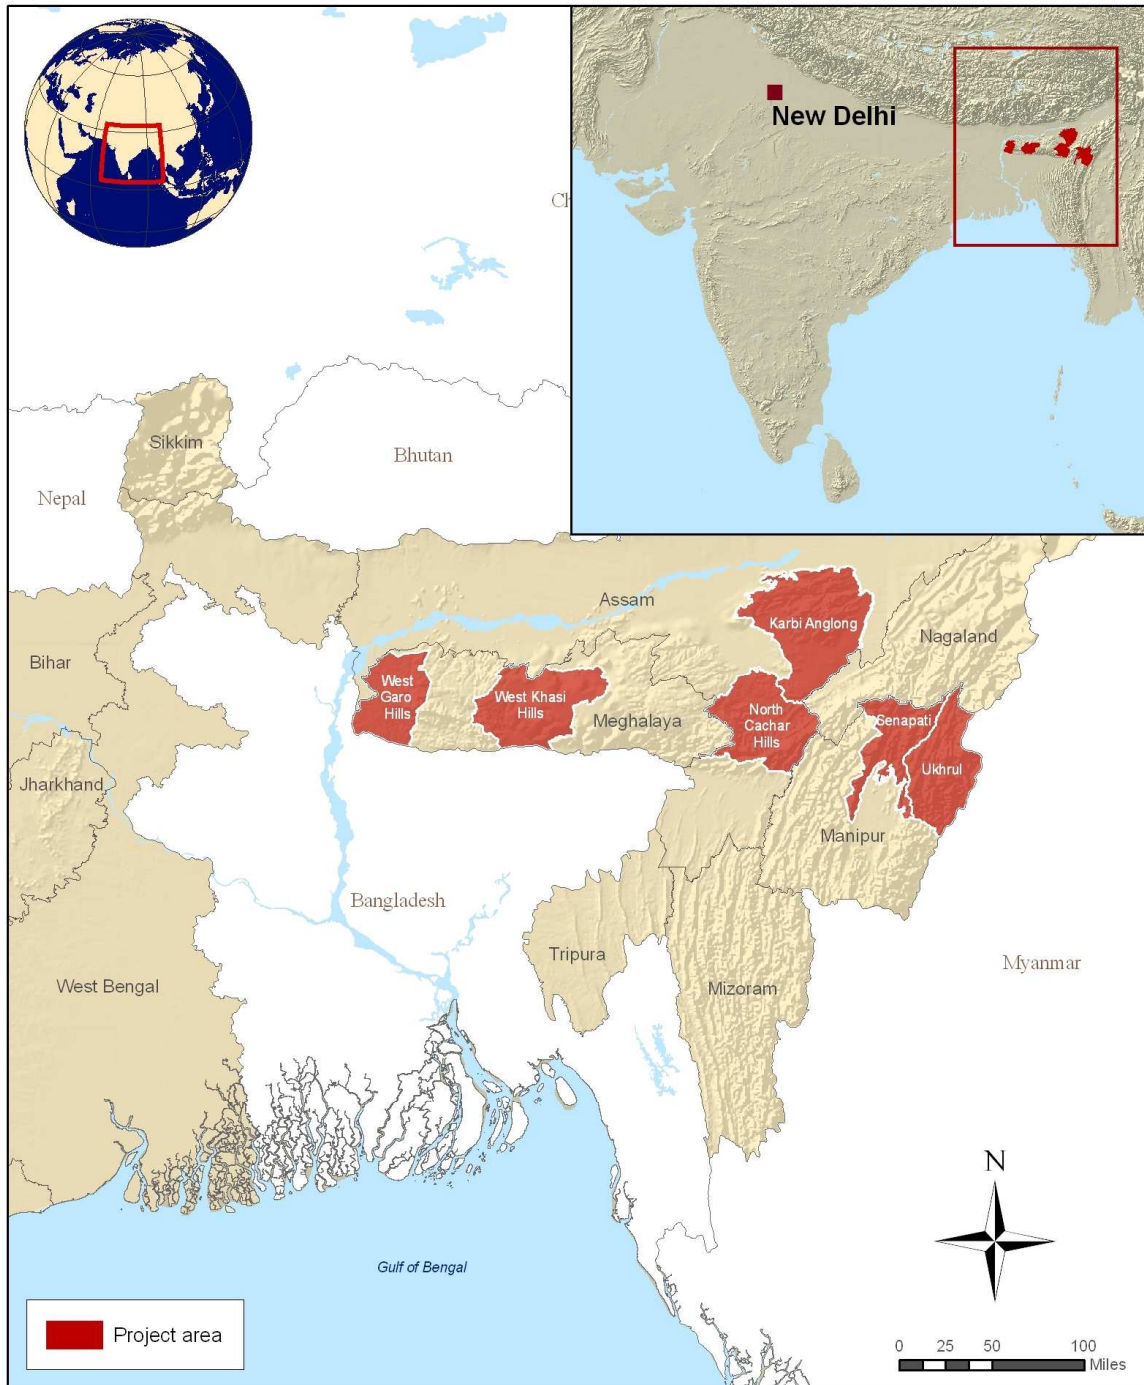 New Delhi
Ch
Sikkim
Bhutan
Nepal
Assam
Karbi Anglong
Nagaland
Bihar
West
Garo
Hills
West Khasi
Hills
Meghalaya
North
Cachar
Hills
Senapati
Ukhrul
Jharkhand
Manipur
Bangladesh
Tripura
Myanmar
West Bengal
Mizoram
N
Gulf of Bengal
Project area
0 25 50 100
Miles